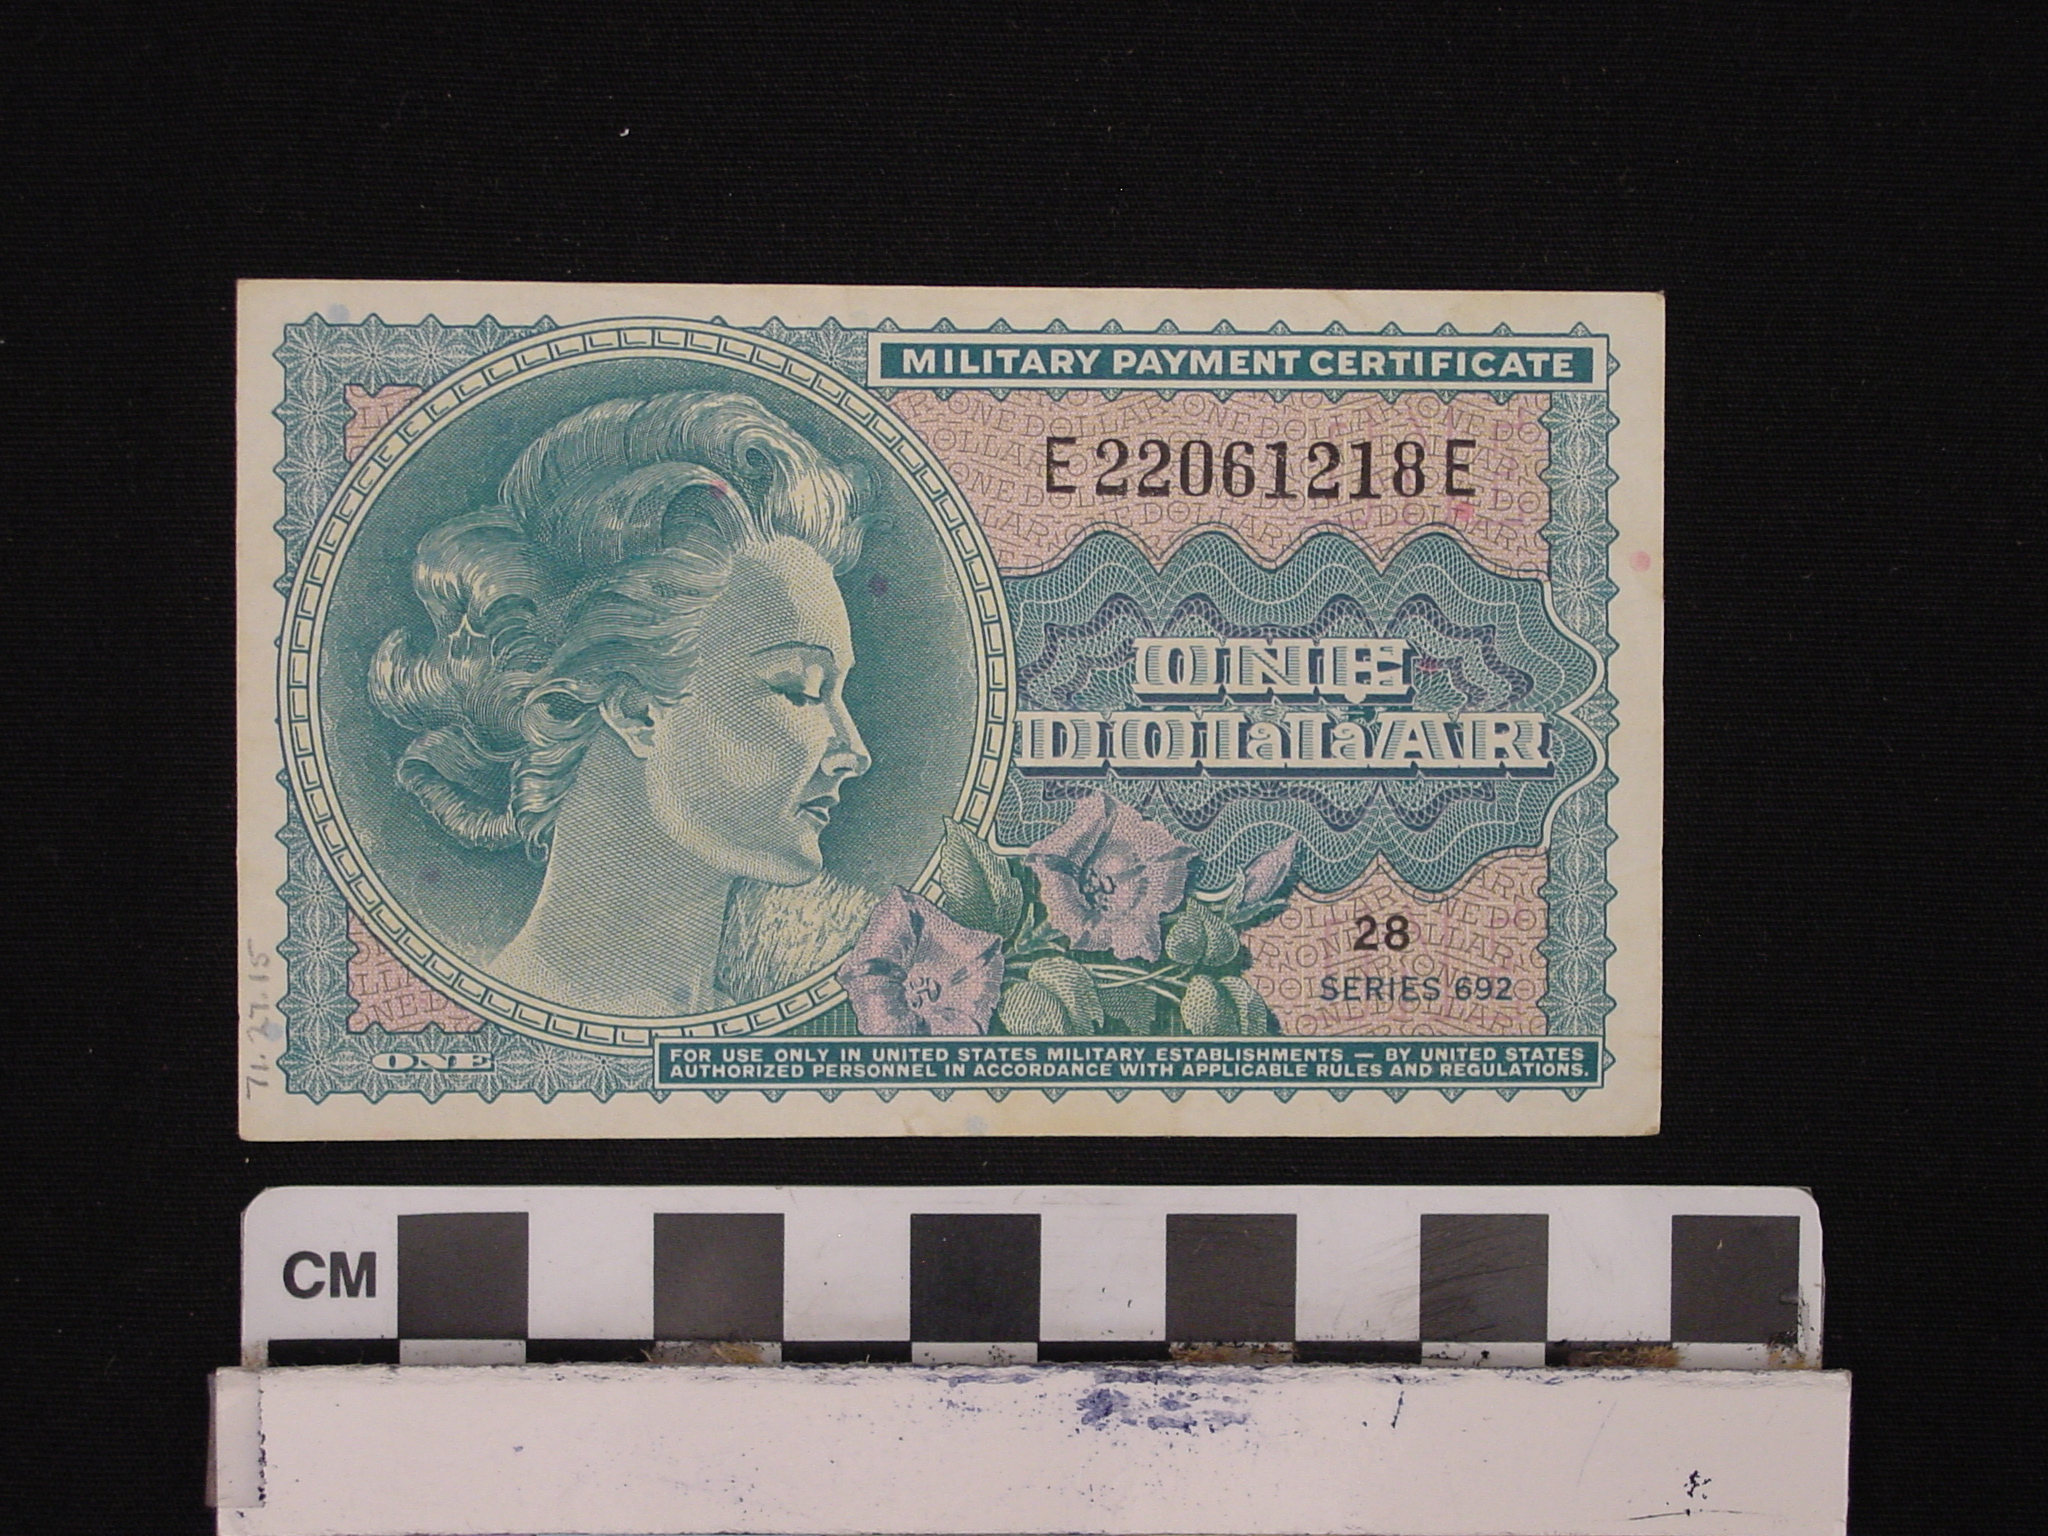 MILITARY PAYMENT CERTIFICATE
E22061218E
ONE
DOLLAR
28
SERIES 692
ONE
FOR USE ONLY IN UNITED STATES MILITARY ESTABLISHMENTS — BY UNITED STATES
AUTHORIZED PERSONNEL IN ACCORDANCE WITH APPLICABLE RULES AND REGULATIONS.
71.27.15
CM